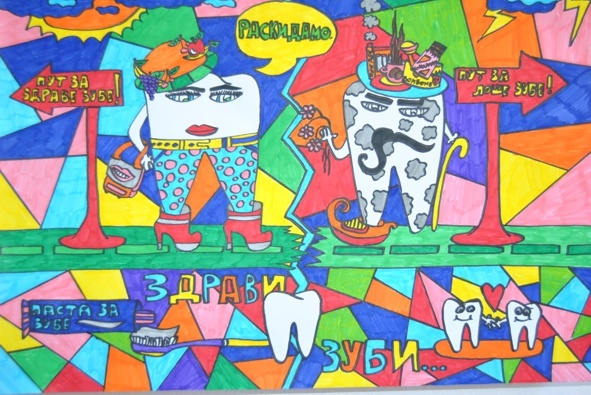 РАСКИДАМО.
ПУТ ЗА
ЗДРАВЕ ЗУБЕ!
ПУТ ЗА
ЛОШЕ ЗУБЕ!
ЗДРАВИ
ПАСТА ЗА
ЗУБЕ
ЗУБИ...